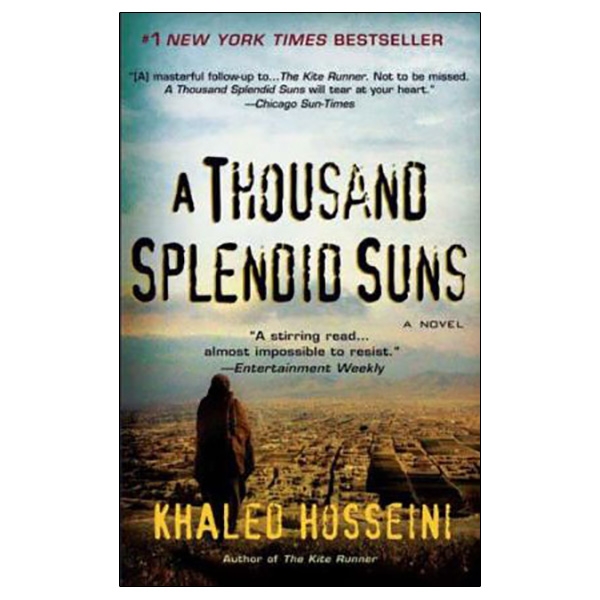 #1 NEW YORK TIMES BESTSELLER
"[A] masterful follow-up to...The Kite Runner. Not to be missed.
A Thousand Splendid Suns will tear at your heart."
—Chicago Sun-Times
A THOUSAND
SPLENDID SUNS
A NOVEL
"A stirring read...
almost impossible to resist."
—Entertainment Weekly
KHALED HOSSEINI
Author of The Kite Runner